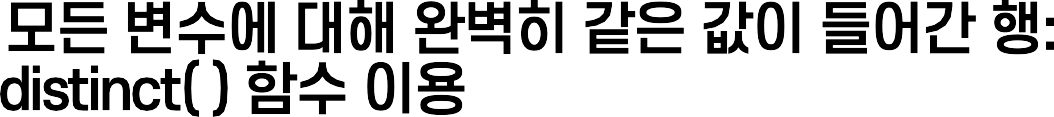 모든 변수에 대해 완벽히 같은 값이 들어간 행:
distinct( ) 함수 이용